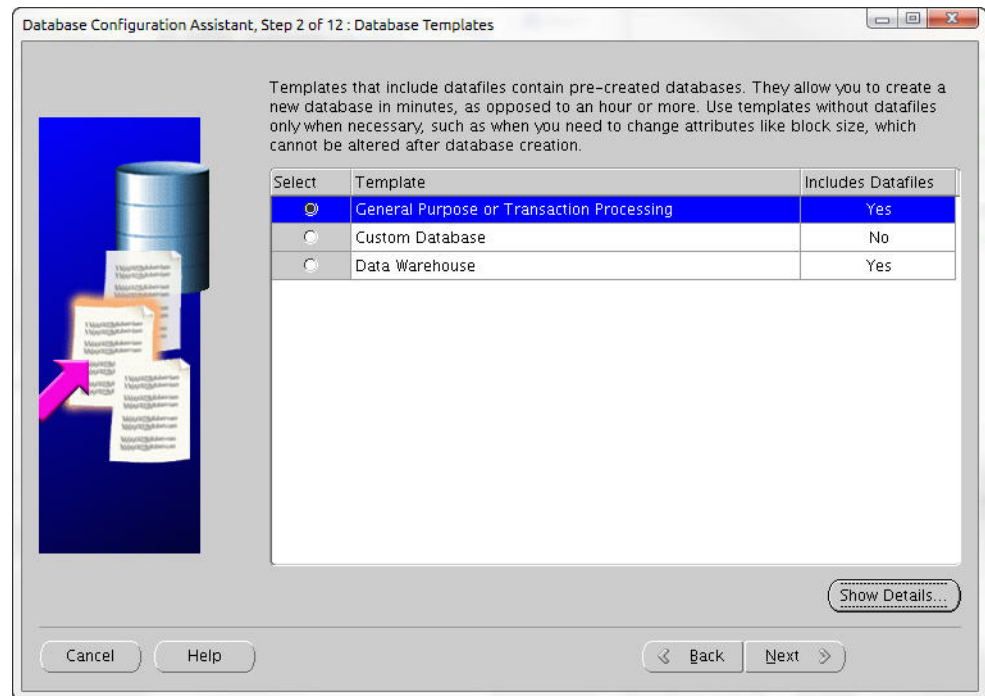 Database Configuration Assistant, Step 2 of 12 : Database Templates
Templates that include datafiles contain pre-created databases. They allow you to create a
new database in minutes, as opposed to an hour or more. Use templates without datafiles
only when necessary, such as when you need to change attributes like block size, which
cannot be altered after database creation.
Select Template Includes Datafiles
General Purpose or Transaction Processing Yes
Custom Database No
Data Warehouse Yes
Show Details...
Cancel Help Back Next